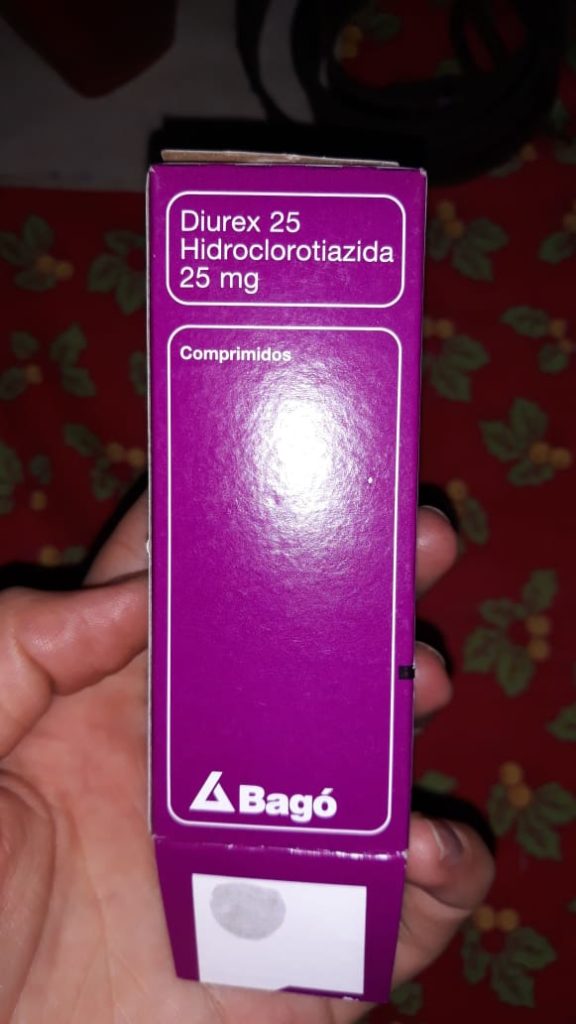 Diurex 25
Hidroclorotiazida
25 mg
Comprimidos
Bagó